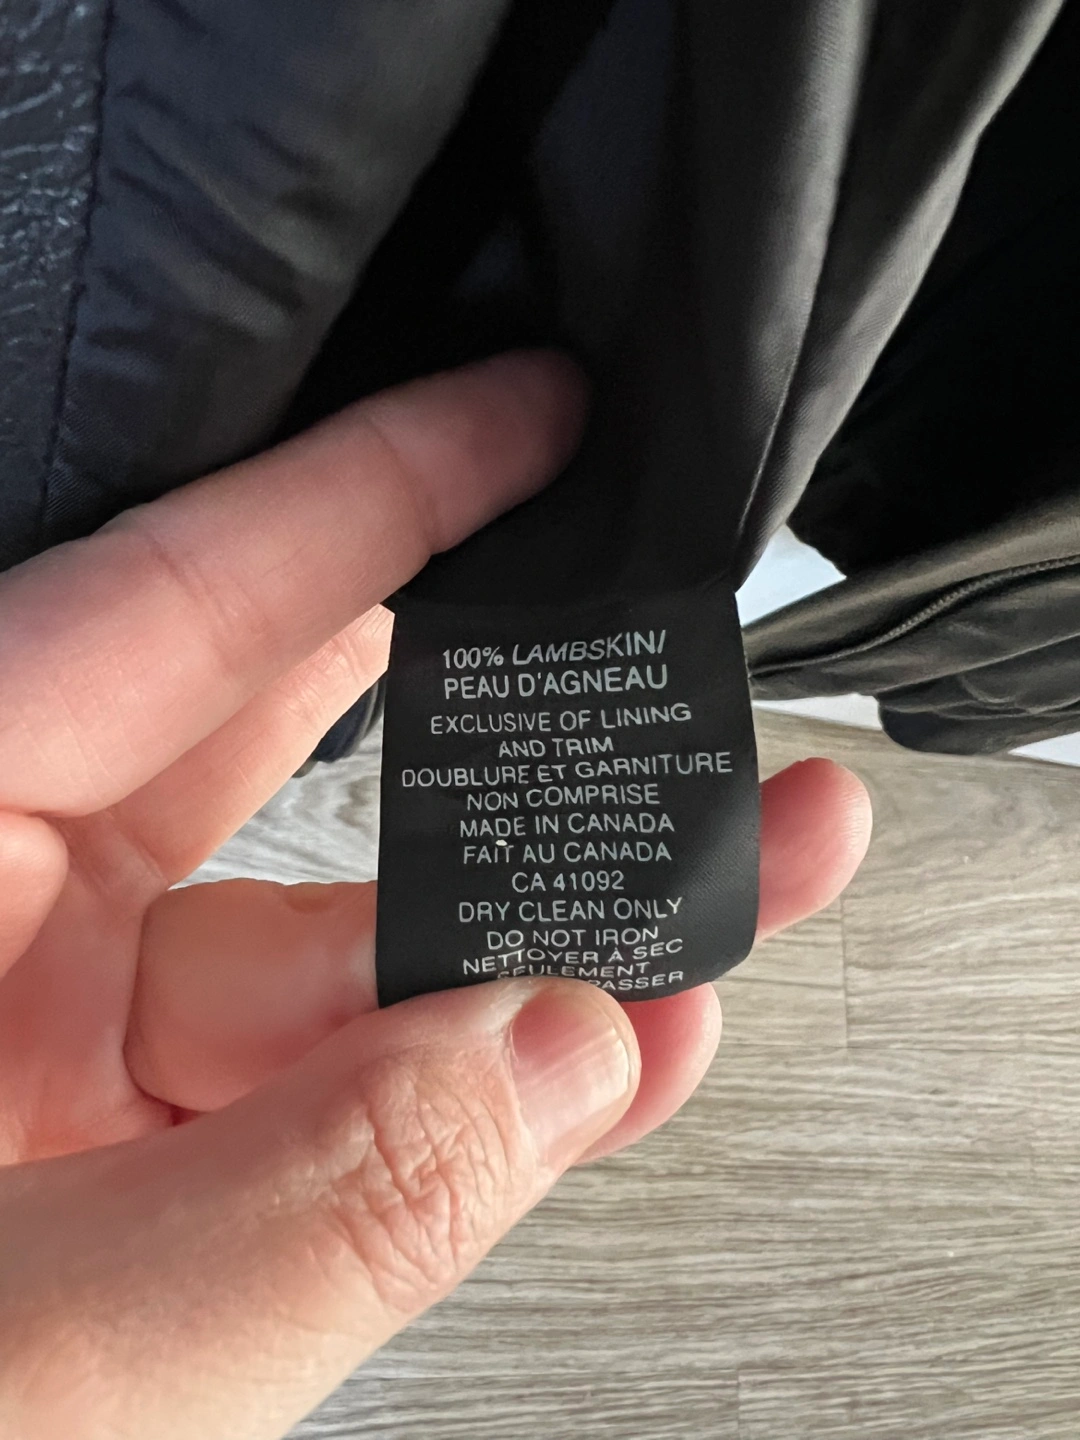 100% LAMBSKIN/
PEAU D'AGNEAU
EXCLUSIVE OF LINING
AND TRIM
DOUBLURE ET GARNITURE
NON COMPRISE
MADE IN CANADA
FAIT AU CANADA
CA 41092
DRY CLEAN ONLY
DO NOT IRON
NETTOYER À SEC
SEULEMENT